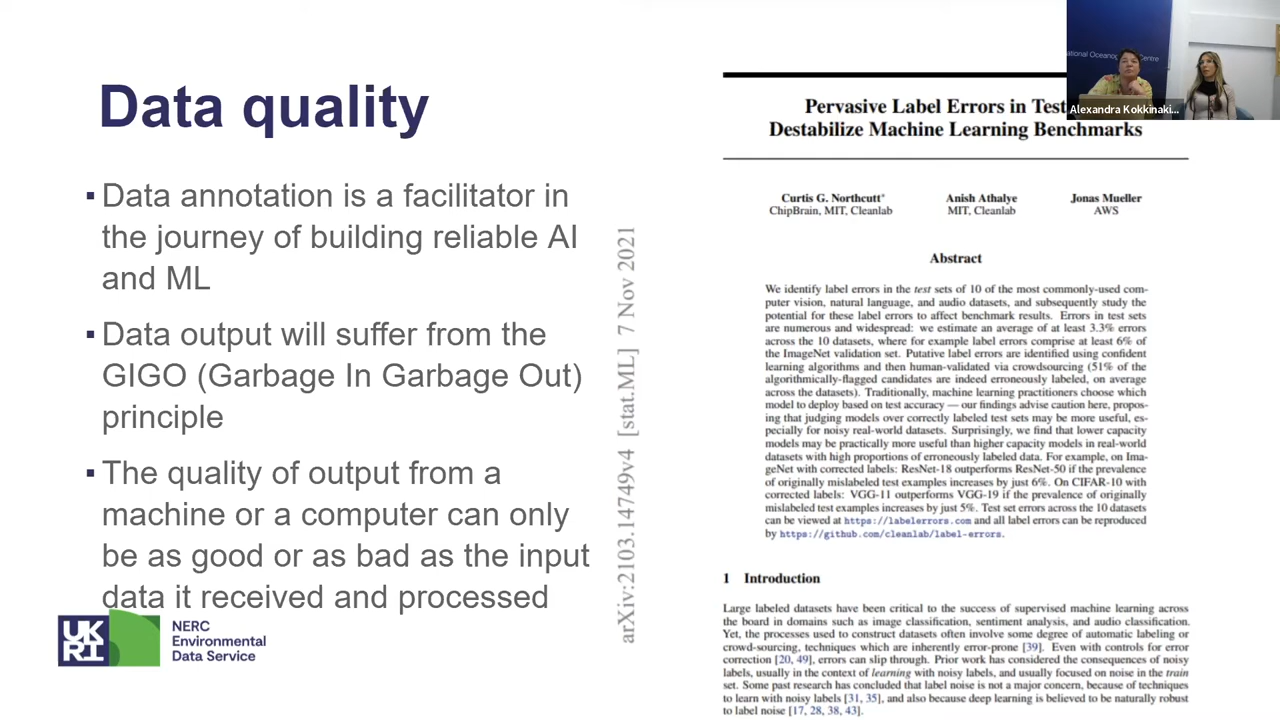 Data quality
▪ Data annotation is a facilitator in
the journey of building reliable AI
and ML
▪ Data output will suffer from the
GIGO (Garbage In Garbage Out)
principle
▪ The quality of output from a
machine or a computer can only
be as good or as bad as the input
data it received and processed
UK
RI
NERC
Environmental
Data Service
arXiv:2103.14749v4 [stat.ML] 7 Nov 2021
Pervasive Label Errors in Test
Destabilize Machine Learning Benchmarks
Curtis G. Northcutt* Anish Athalye Jonas Mueller
ChipBrain, MIT, Cleanlab MIT, Cleanlab AWS
Abstract
We identify label errors in the test sets of 10 of the most commonly-used com-
puter vision, natural language, and audio datasets, and subsequently study the
potential for these label errors to affect benchmark results. Errors in test sets
are numerous and widespread: we estimate an average of at least 3.3% errors
across the 10 datasets, where for example label errors comprise at least 6% of
the ImageNet validation set. Putative label errors are identified using confident
learning algorithms and then human-validated via crowdsourcing (51% of the
algorithmically-flagged candidates are indeed erroneously labeled, on average
across the datasets). Traditionally, machine learning practitioners choose which
model to deploy based on test accuracy — our findings advise caution here, propos-
ing that judging models over correctly labeled test sets may be more useful, es-
pecially for noisy real-world datasets. Surprisingly, we find that lower capacity
models may be practically more useful than higher capacity models in real-world
datasets with high proportions of erroneously labeled data. For example, on Ima-
geNet with corrected labels: ResNet-18 outperforms ResNet-50 if the prevalence
of originally mislabeled test examples increases by just 6%. On CIFAR-10 with
corrected labels: VGG-11 outperforms VGG-19 if the prevalence of originally
mislabeled test examples increases by just 5%. Test set errors across the 10 datasets
can be viewed at https://labelerrors.com and all label errors can be reproduced
by https://github.com/cleanlab/label-errors.
1 Introduction
Large labeled datasets have been critical to the success of supervised machine learning across
the board in domains such as image classification, sentiment analysis, and audio classification.
Yet, the processes used to construct datasets often involve some degree of automatic labeling or
crowd-sourcing, techniques which are inherently error-prone [39]. Even with controls for error
correction [20, 49], errors can slip through. Prior work has considered the consequences of noisy
labels, usually in the context of learning with noisy labels, and usually focused on noise in the train
set. Some past research has concluded that label noise is not a major concern, because of techniques
to learn with noisy labels [31, 35], and also because deep learning is believed to be naturally robust
to label noise [17, 28, 38, 43].
Alexandra Kokkinaki...